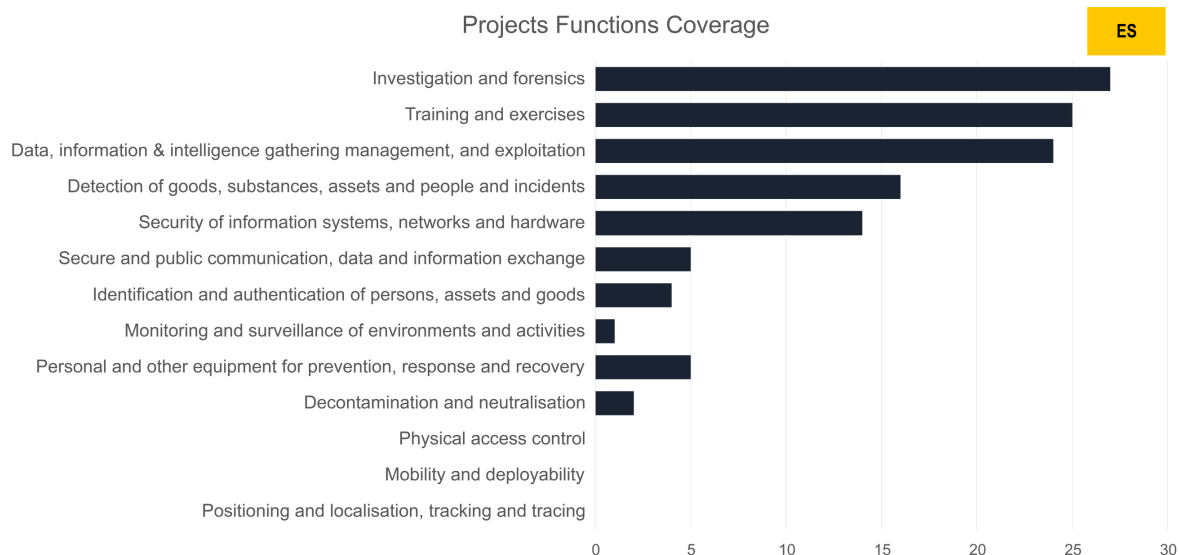 Projects Functions Coverage
ES
Investigation and forensics
Training and exercises
Data, information & intelligence gathering management, and exploitation
Detection of goods, substances, assets and people and incidents
Security of information systems, networks and hardware
Secure and public communication, data and information exchange
Identification and authentication of persons, assets and goods
Monitoring and surveillance of environments and activities
Personal and other equipment for prevention, response and recovery
Decontamination and neutralisation
Physical access control
Mobility and deployability
Positioning and localisation, tracking and tracing
0 5 10 15 20 25 30